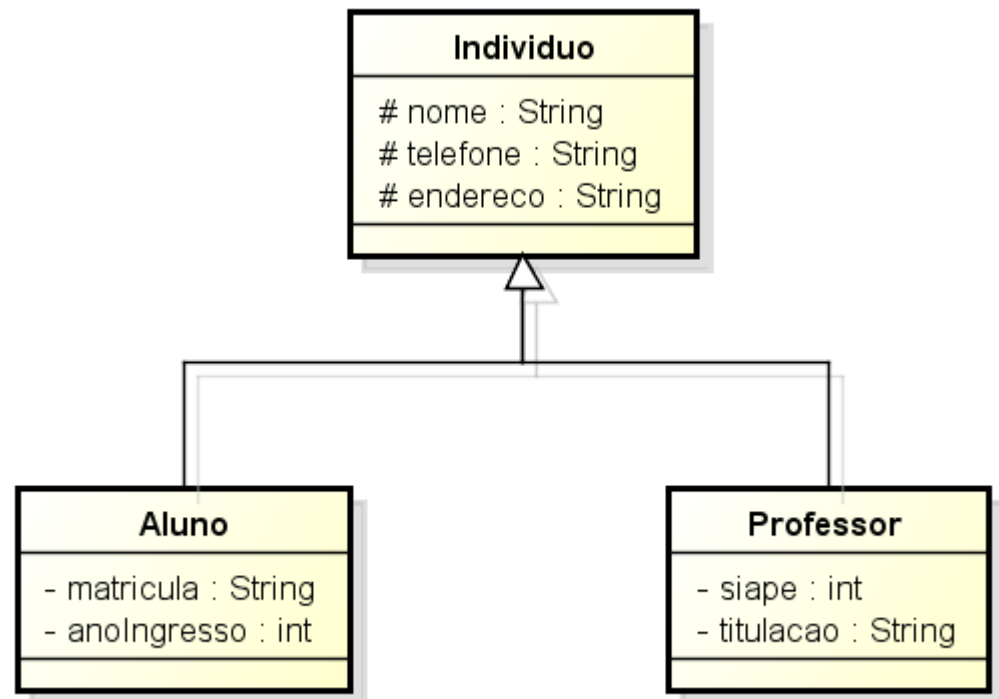 Individuo
# nome : String
# telefone : String
# endereco : String
Aluno
- matricula : String
- anoIngresso : int
Professor
- siape : int
- titulacao : String